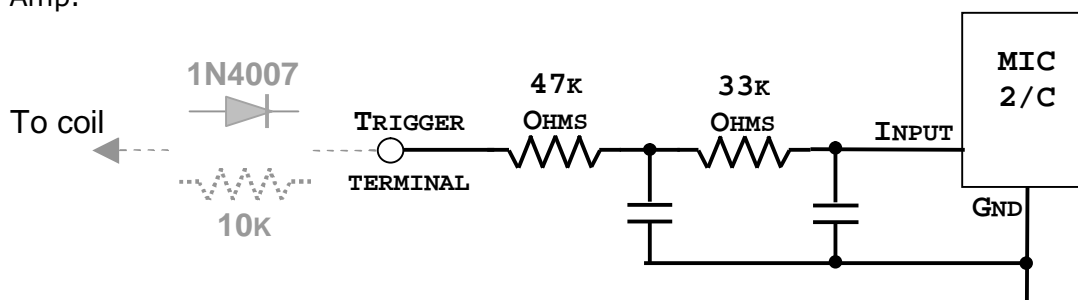 Amp.
1N4007
To coil
10K
TRIGGER
TERMINAL
47K
OHMS
33K
OHMS
INPUT
MIC
2/C
GND